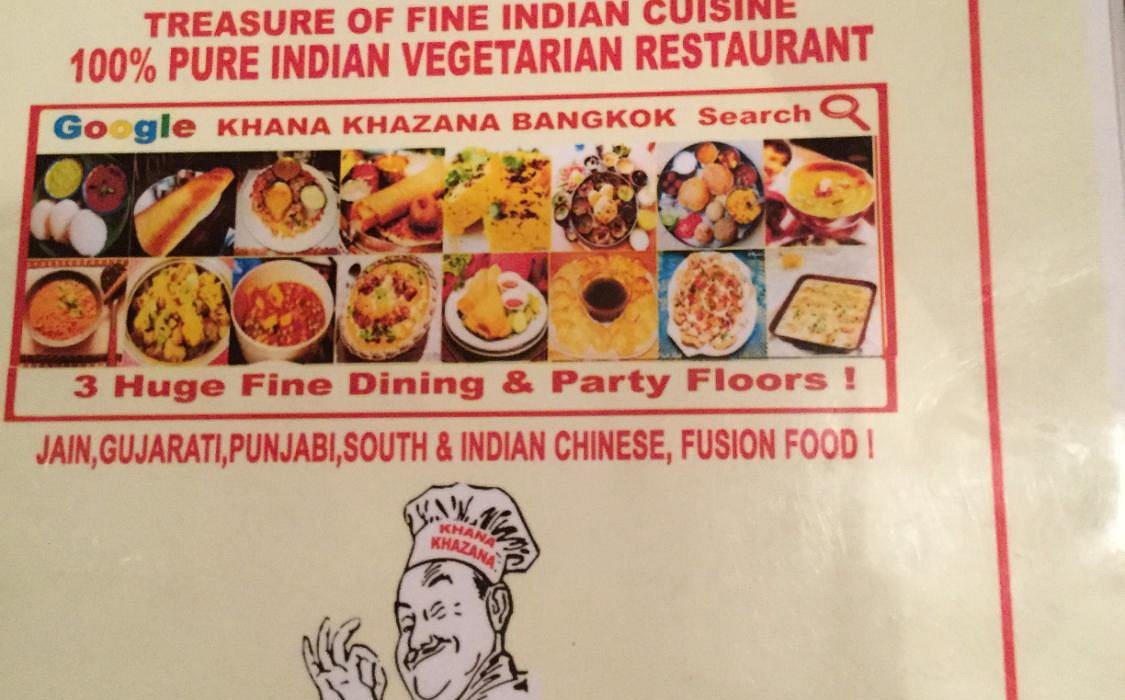 TREASURE OF FINE INDIAN CUISINE
100% PURE INDIAN VEGETARIAN RESTAURANT
Google KHANA KHAZANA BANGKOK Search
3 Huge Fine Dining & Party Floors !
JAIN,GUJARATI,PUNJABI,SOUTH & INDIAN CHINESE, FUSION FOOD !
KHANA
KHAZANA